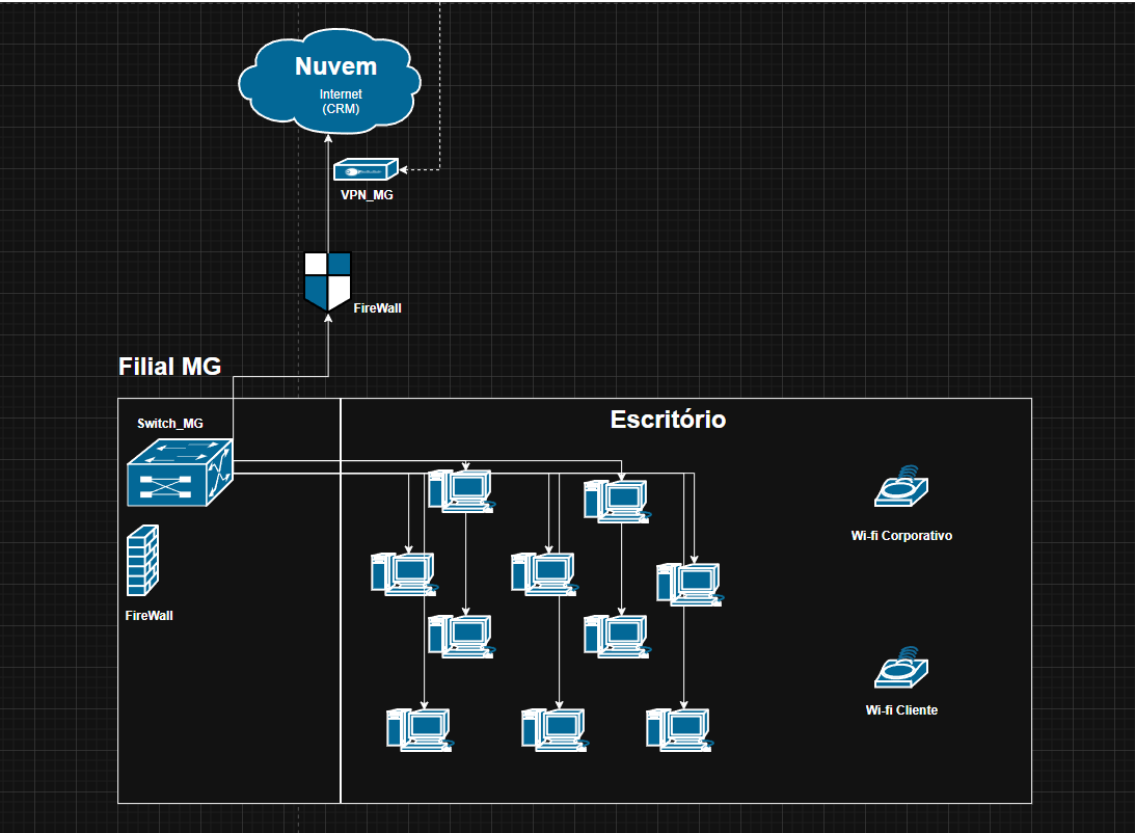 Nuvem
Internet
(CRM)
VPN_MG
FireWall
Filial MG
Switch_MG
Escritório
Wi-fi Corporativo
FireWall
Wi-fi Cliente